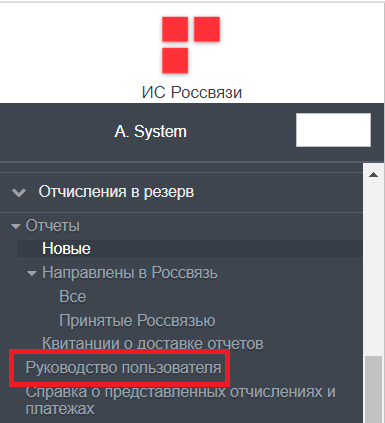 ИС Россвязи
A. System
Отчисления в резерв
Отчеты
Новые
Направлены в Россвязь
Все
Принятые Россвязью
Квитанции о доставке отчетов
Руководство пользователя
Справка о представленных отчислениях и
платежах